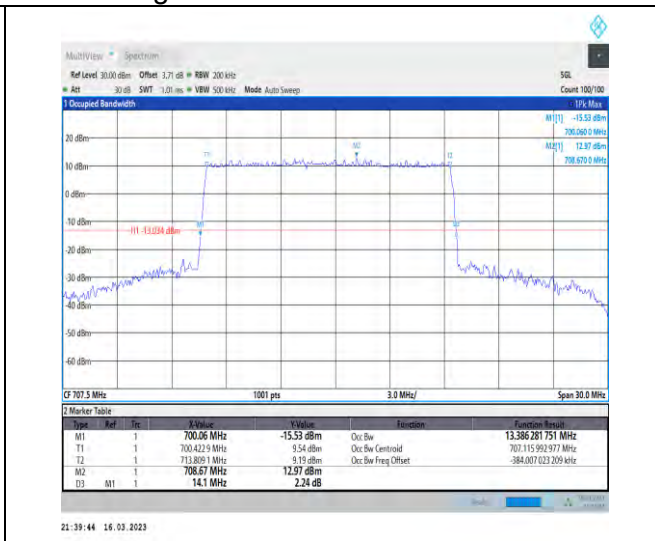 MultiView Spectrum
Ref Level 30.00 dBm Offset 3.71 dB RBW 200 kHz SGL
Att 30 dB SWT 1.01 ms VBW 500 kHz Mode Auto Sweep Count 100/100
1 Occupied Bandwidth 1Pk Max
M1[1] -15.53 dBm
700.060 0 MHz
M2[1] 12.97 dBm
708.670 0 MHz
20 dBm
10 dBm
0 dBm
-10 dBm
-20 dBm
-30 dBm
-40 dBm
-50 dBm
-60 dBm
T1
M2
T2
M1
H1 -13.034 dBm
CF 707.5 MHz 1001 pts 3.0 MHz/ Span 30.0 MHz
2 Marker Table
Type Ref Trc X-Value Y-Value Function Function Result
M1 1 700.06 MHz -15.53 dBm Occ Bw 13.386 281 751 MHz
T1 1 700.422 9 MHz 9.54 dBm Occ Bw Centroid 707.115 992 977 MHz
T2 1 713.809 1 MHz 9.19 dBm Occ Bw Freq Offset -384.007 023 209 kHz
M2 1 708.67 MHz 12.97 dBm
D3 M1 1 14.1 MHz 2.24 dB
21:39:44 16.03.2023